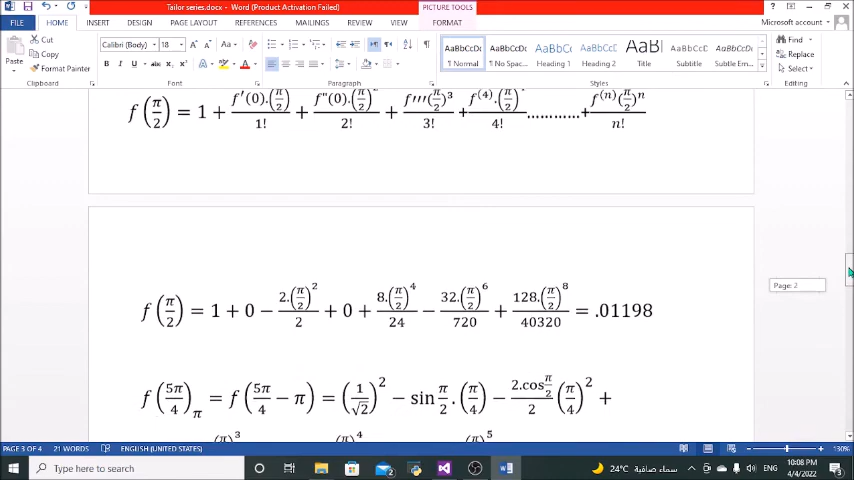 Tailor series.docx - Word (Product Activation Failed)
PICTURE TOOLS
FILE HOME INSERT DESIGN PAGE LAYOUT REFERENCES MAILINGS REVIEW VIEW FORMAT Microsoft account
Paste
Cut
Copy
Format Painter
Calibri (Body) 18
AaBbCcDc AaBbCcDc AaBbCc AaBbCc AaBl AaBbCcD AaBbCcDc
¶ Normal ¶ No Spac... Heading 1 Heading 2 Title Subtitle Subtle Em...
Find
Replace
Select
Clipboard Font Paragraph Styles Editing
f(π/2) = 1 + f′(0).(π/2)/1! + f″(0).(π/2)²/2! + f′′′(π/2)³/3! + f⁽⁴⁾.(π/2)⁴/4! ............+ f⁽ⁿ⁾(π/2)ⁿ/n!
Page: 2
f(π/2) = 1 + 0 − 2.(π/2)²/2 + 0 + 8.(π/2)⁴/24 − 32.(π/2)⁶/720 + 128.(π/2)⁸/40320 = .01198
f(5π/4)π = f(5π/4 − π) = (1/√2)² − sin π/2 .(π/4) − 2.cos π/2 /2 (π/4)² +
PAGE 3 OF 4 21 WORDS ENGLISH (UNITED STATES) 130%
Type here to search
24°C سماء صافية
ENG
10:08 PM
4/4/2022